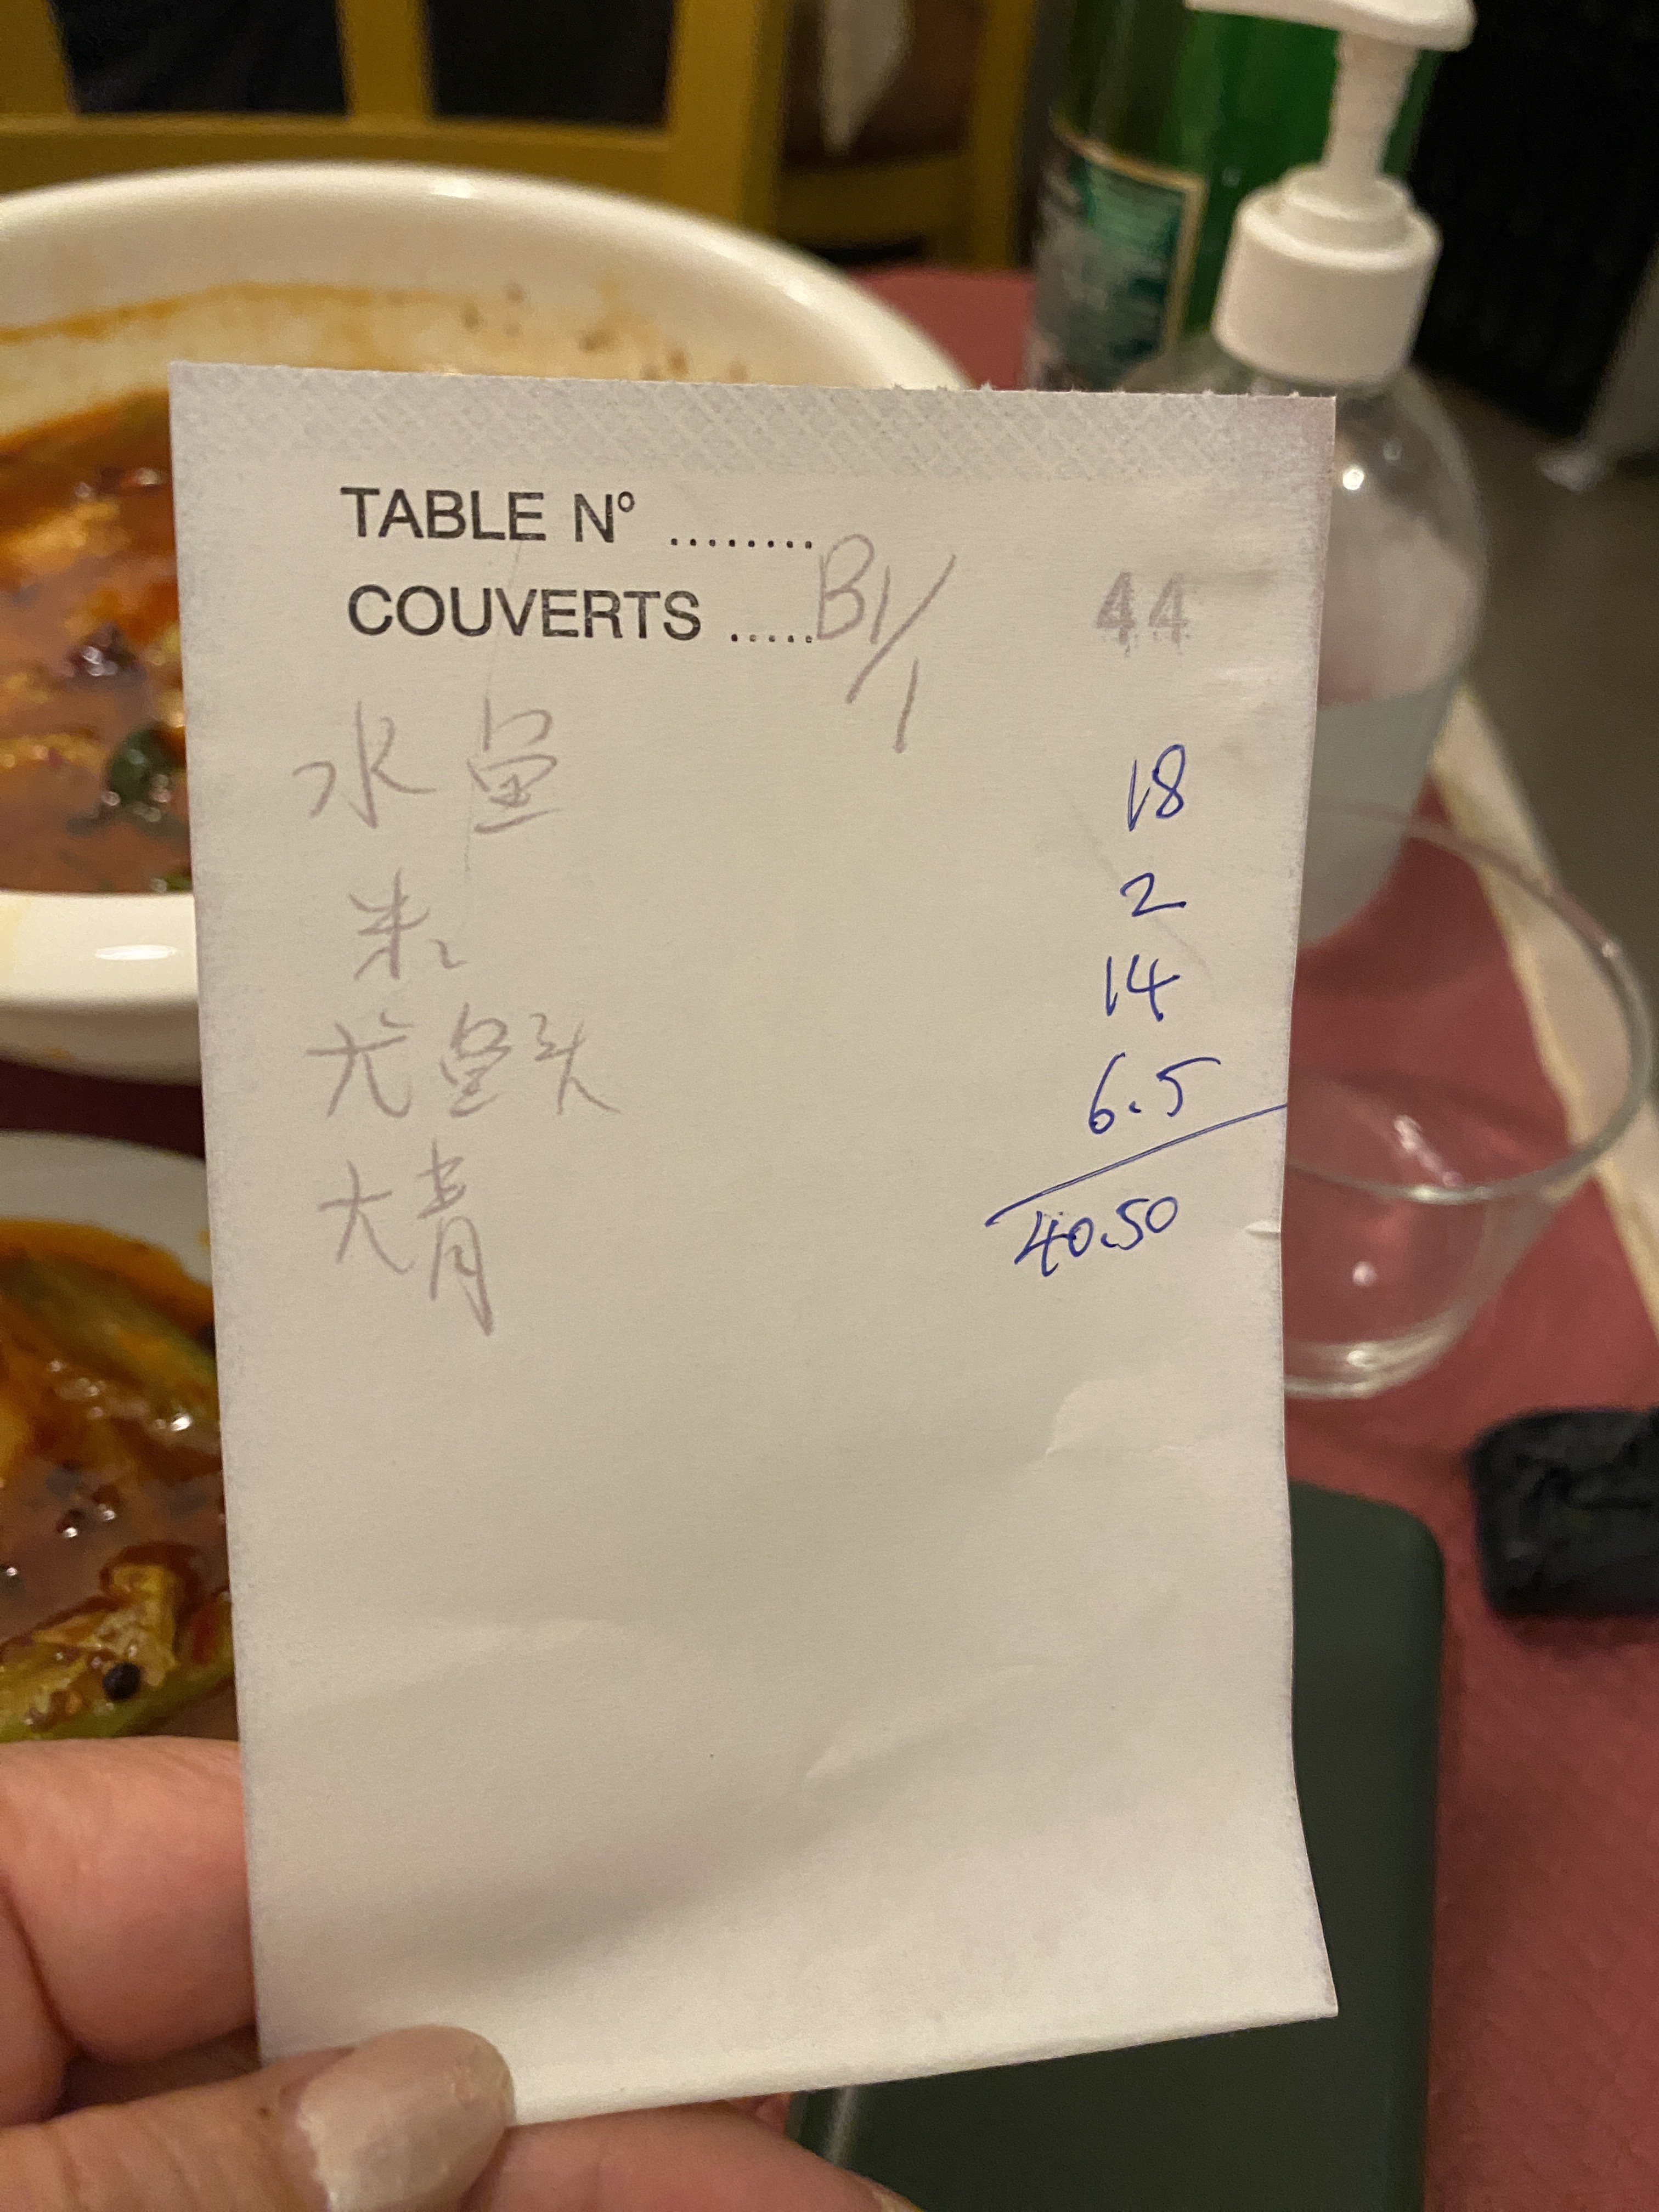 TABLE N° ........
COUVERTS ..... B1/1 44
水鱼 18
米2 2
尤鱼头 14
大青 6.5
40.50